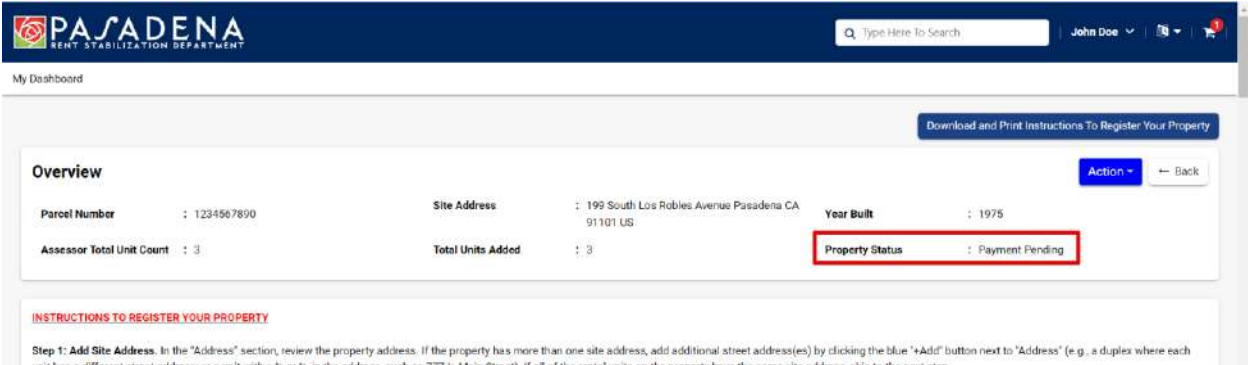 PASADENA
RENT STABILIZATION DEPARTMENT
Type Here To Search
John Doe
1
My Dashboard
Download and Print Instructions To Register Your Property
Overview
Action
← Back
Parcel Number : 1234567890
Site Address : 199 South Los Robles Avenue Pasadena CA
91101 US
Year Built : 1975
Assessor Total Unit Count : 3
Total Units Added : 3
Property Status : Payment Pending
INSTRUCTIONS TO REGISTER YOUR PROPERTY
Step 1: Add Site Address. In the "Address" section, review the property address. If the property has more than one site address, add additional street address(es) by clicking the blue "+Add" button next to "Address" (e.g., a duplex where each